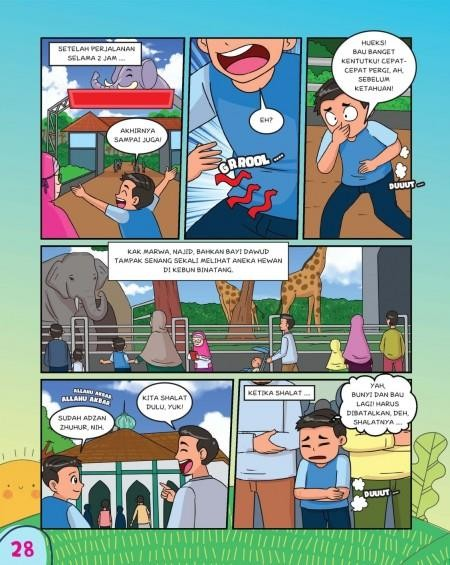 SETELAH PERJALANAN
SELAMA 2 JAM ....
AKHIRNYA
SAMPAI JUGA!
EH?
GRROOL ...
HUEKS!
BAU BANGET
KENTUTKU! CEPAT-
CEPAT PERGI, AH,
SEBELUM
KETAHUAN!
DUUUT ...
KAK MARWA, NAJID, BAHKAN BAYI DAWUD
TAMPAK SENANG SEKALI MELIHAT ANEKA HEWAN
DI KEBUN BINATANG.
ALLAHU AKBAR
ALLAHU AKBAR
SUDAH ADZAN
ZHUHUR, NIH.
KITA SHALAT
DULU, YUK!
KETIKA SHALAT ....
YAH,
BUNYI DAN BAU
LAGI! HARUS
DIBATALKAN, DEH,
SHALATNYA ....
DUUUT ...
28